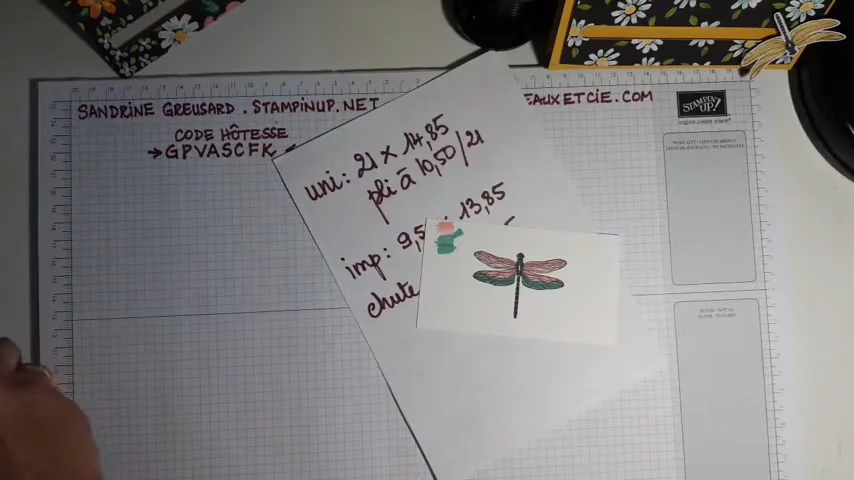 SANDRINE GREUSARD . STAMPINUP. NET
EAUXETCIE.COM
CODE HÔTESSE
→ GPVASCFK
STAMPIN' UP!
uni: 21 x 14,85
pli à 10,50/21
13,85
imp: 9,5
chute